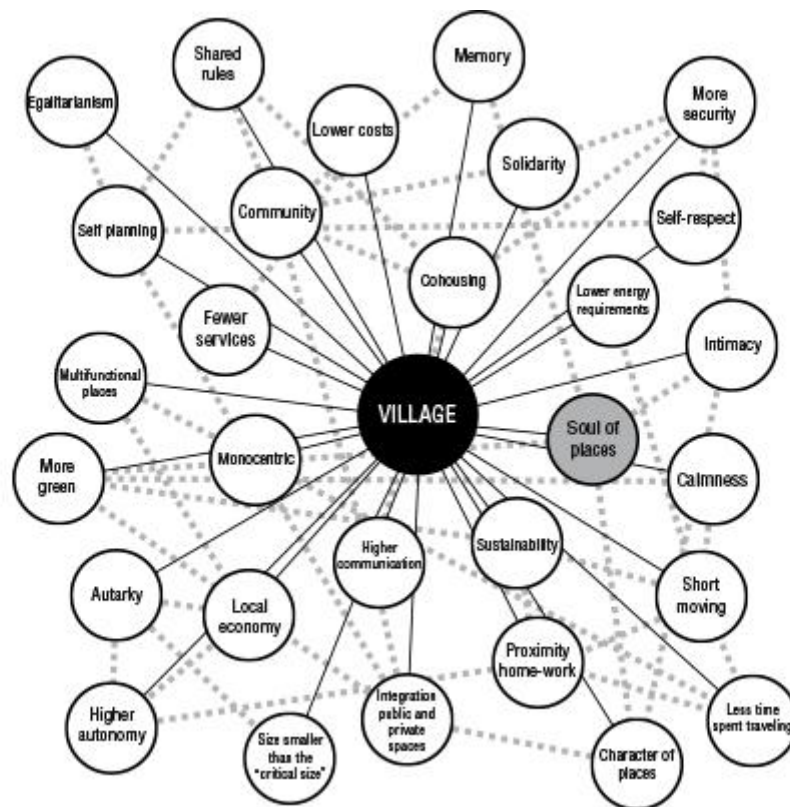 Shared
rules
Memory
Egalitarianism
More
security
Lower costs
Solidarity
Community
Self-respect
Self planning
Cohousing
Lower energy
requirements
Fewer
services
Intimacy
Multifunctional
places
VILLAGE
Soul of
places
Monocentric
More
green
Calmness
Higher
communication
Sustainability
Autarky
Local
economy
Short
moving
Proximity
home-work
Higher
autonomy
Size smaller
than the
"critical size"
Integration
public and
private
spaces
Less time
spent traveling
Character of
places